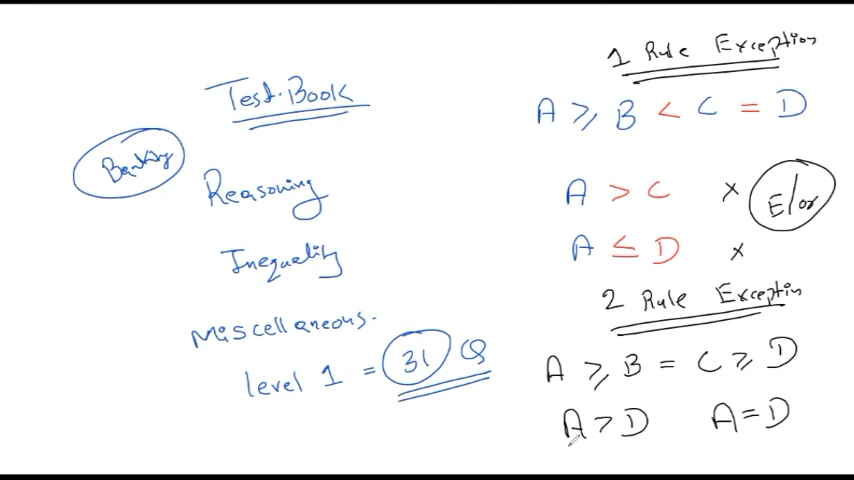 Test-Book
Banking
Reasoning
Inequality
Miscellaneous.
level 1 = 31 Q
1 Rule Exception
A ≥ B < C = D
A > C ×
E/or
A ≤ D ×
2 Rule Exception
A ≥ B = C ≥ D
A > D A = D